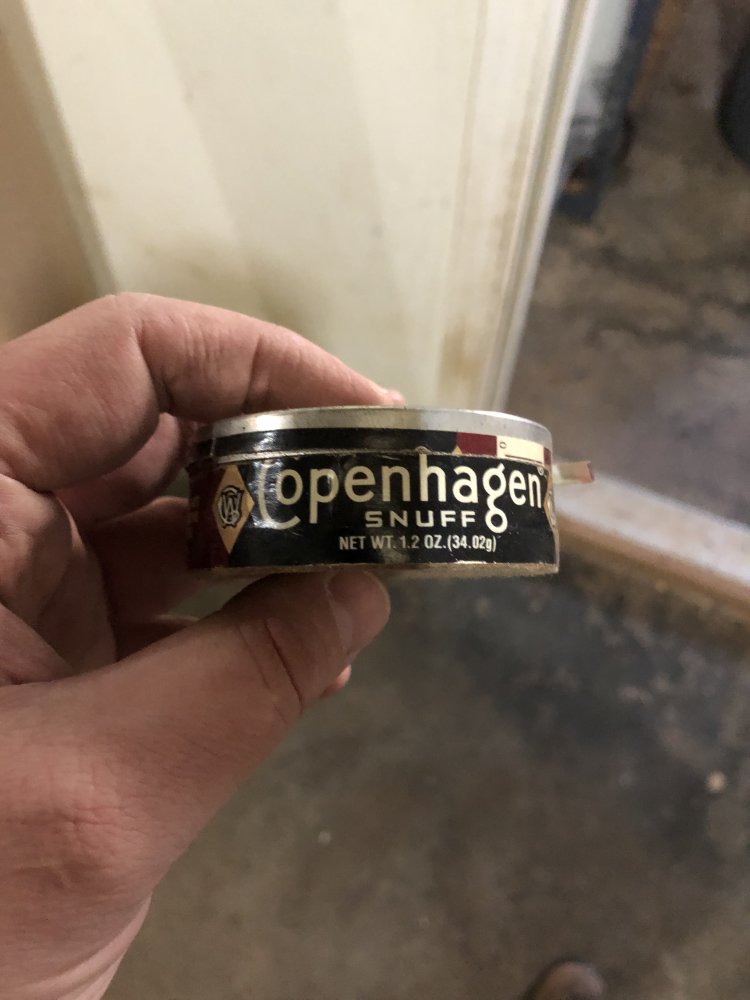 Copenhagen®
SNUFF
NET WT. 1.2 OZ.(34.02g)